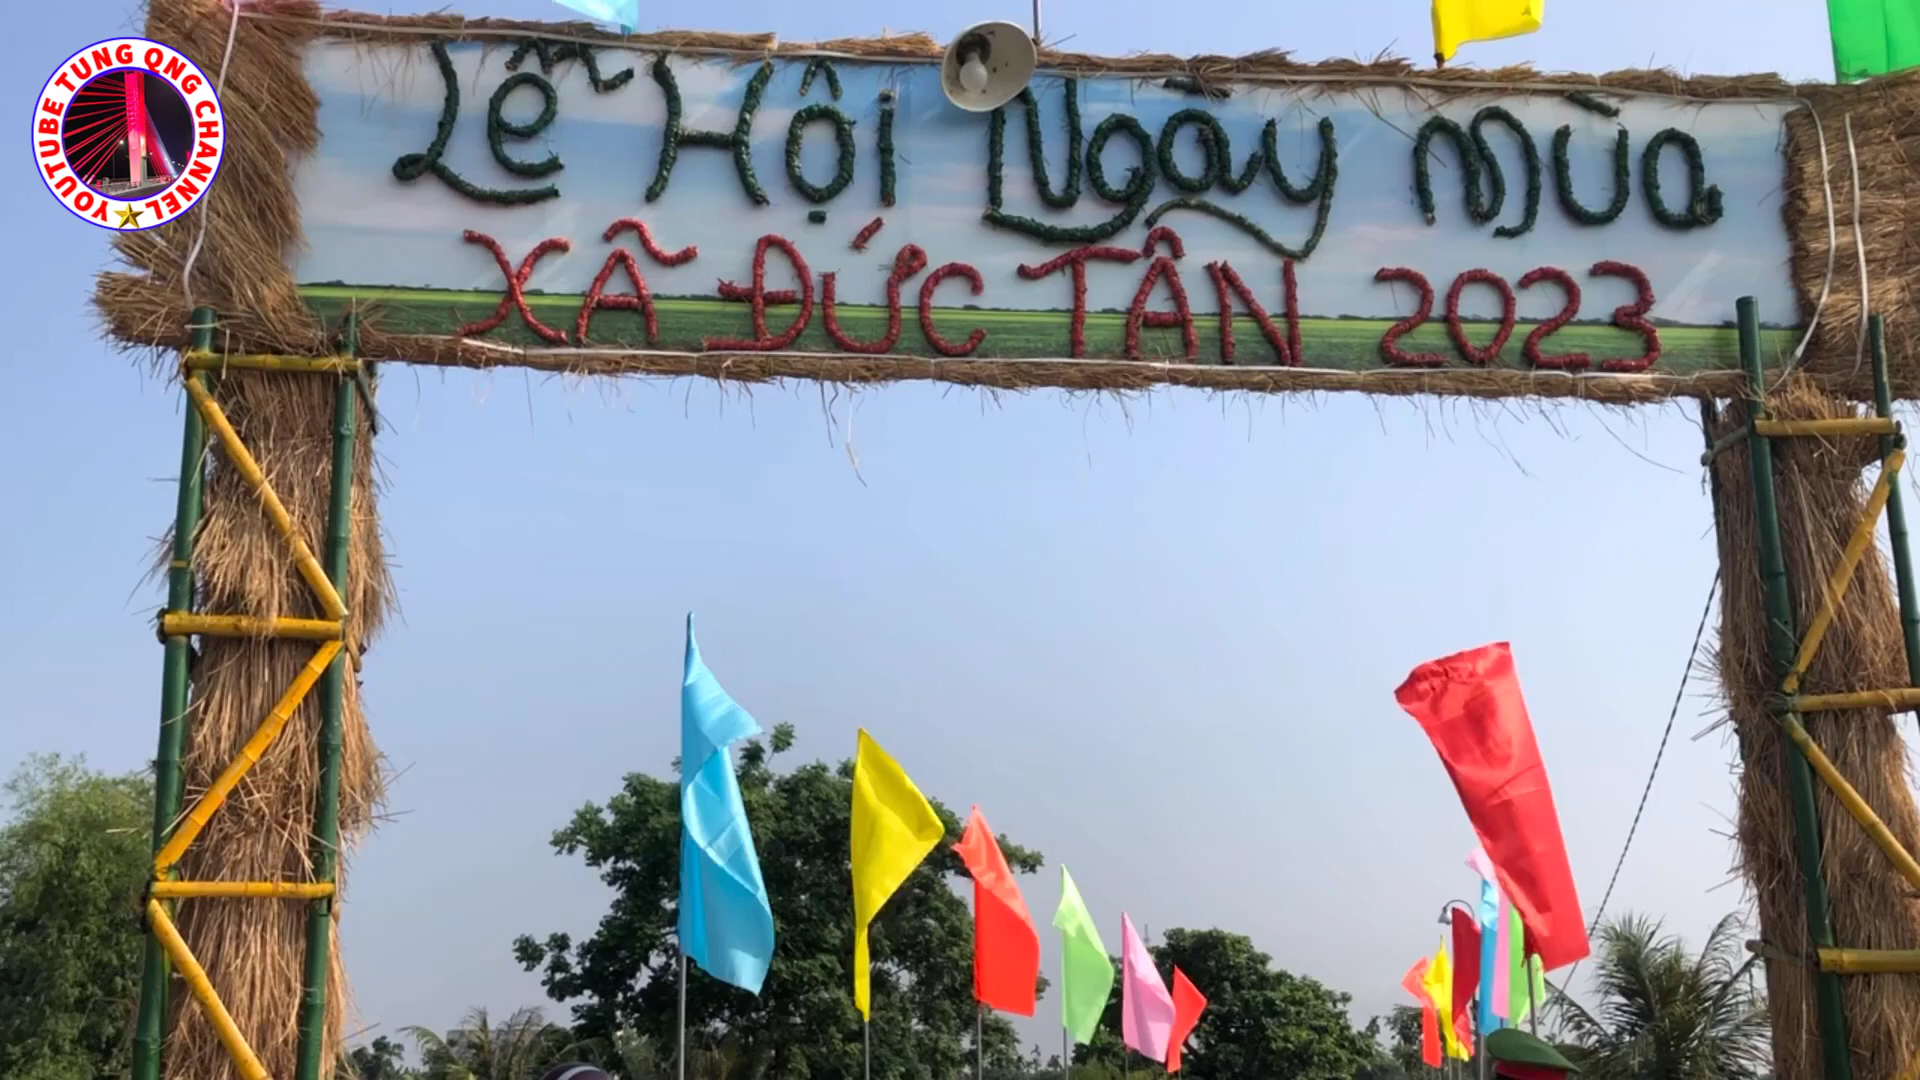 YOUTUBE TUNG QNG CHANNEL
Lễ Hội Ngày Mùa
XÃ ĐỨC TÂN 2023